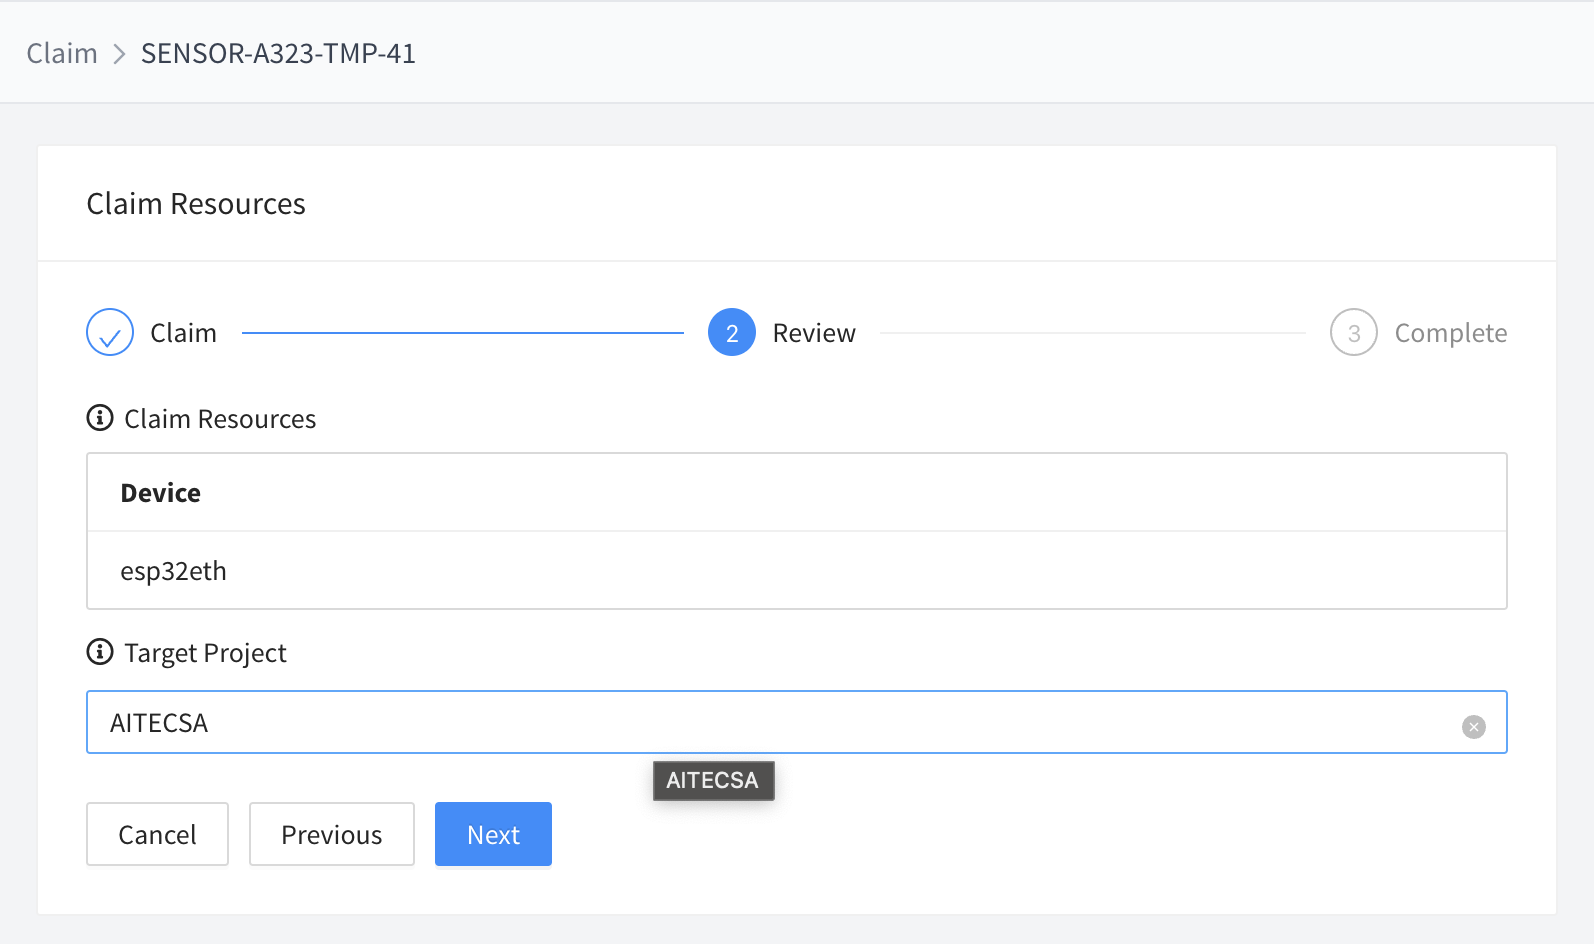 Claim > SENSOR-A323-TMP-41
Claim Resources
Claim 2 Review 3 Complete
Claim Resources
Device
esp32eth
Target Project
AITECSA
AITECSA
Cancel Previous Next